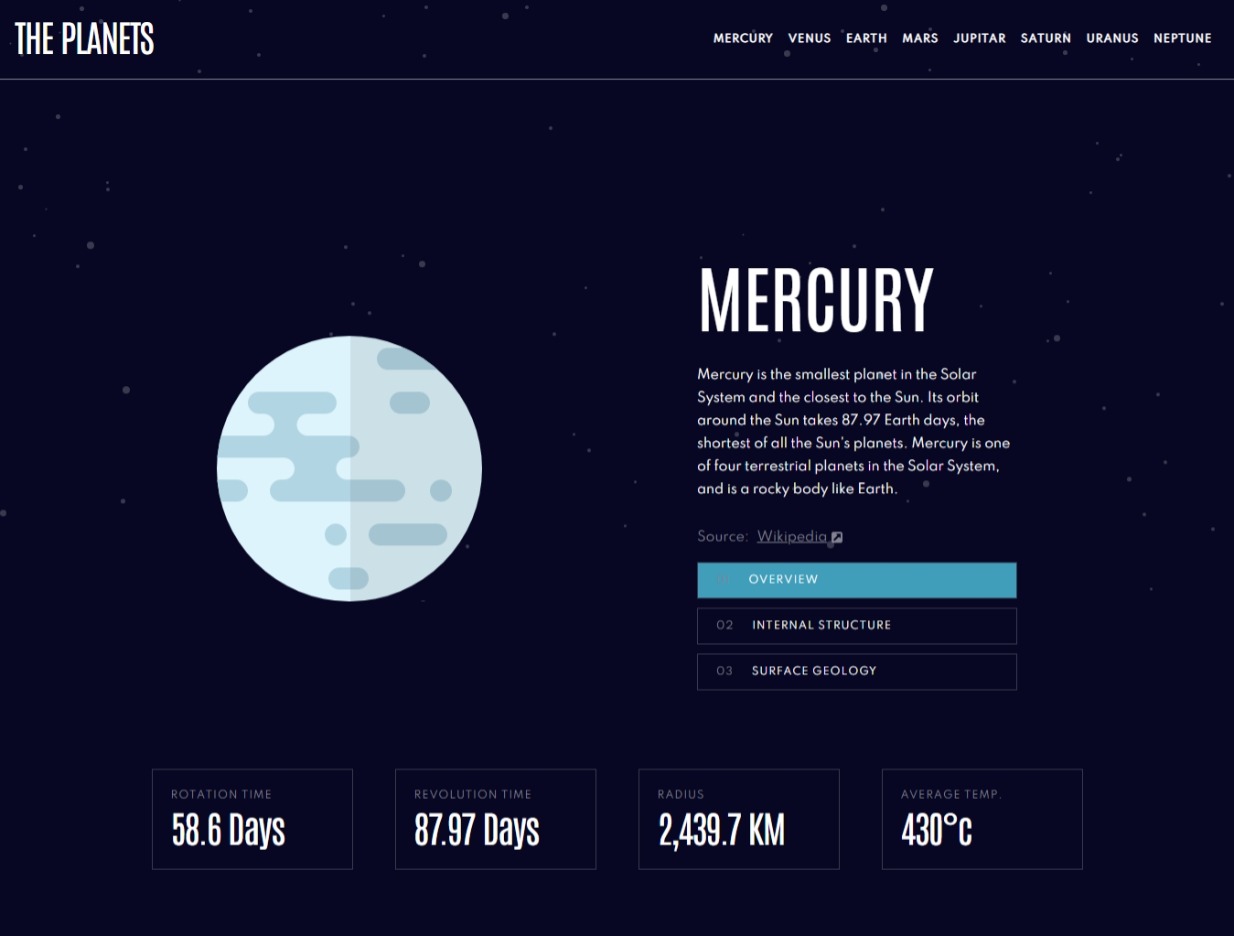 THE PLANETS
MERCURY VENUS EARTH MARS JUPITAR SATURN URANUS NEPTUNE
MERCURY
Mercury is the smallest planet in the Solar
System and the closest to the Sun. Its orbit
around the Sun takes 87.97 Earth days, the
shortest of all the Sun's planets. Mercury is one
of four terrestrial planets in the Solar System,
and is a rocky body like Earth.
Source: Wikipedia
01 OVERVIEW
02 INTERNAL STRUCTURE
03 SURFACE GEOLOGY
ROTATION TIME
58.6 Days
REVOLUTION TIME
87.97 Days
RADIUS
2,439.7 KM
AVERAGE TEMP.
430°c